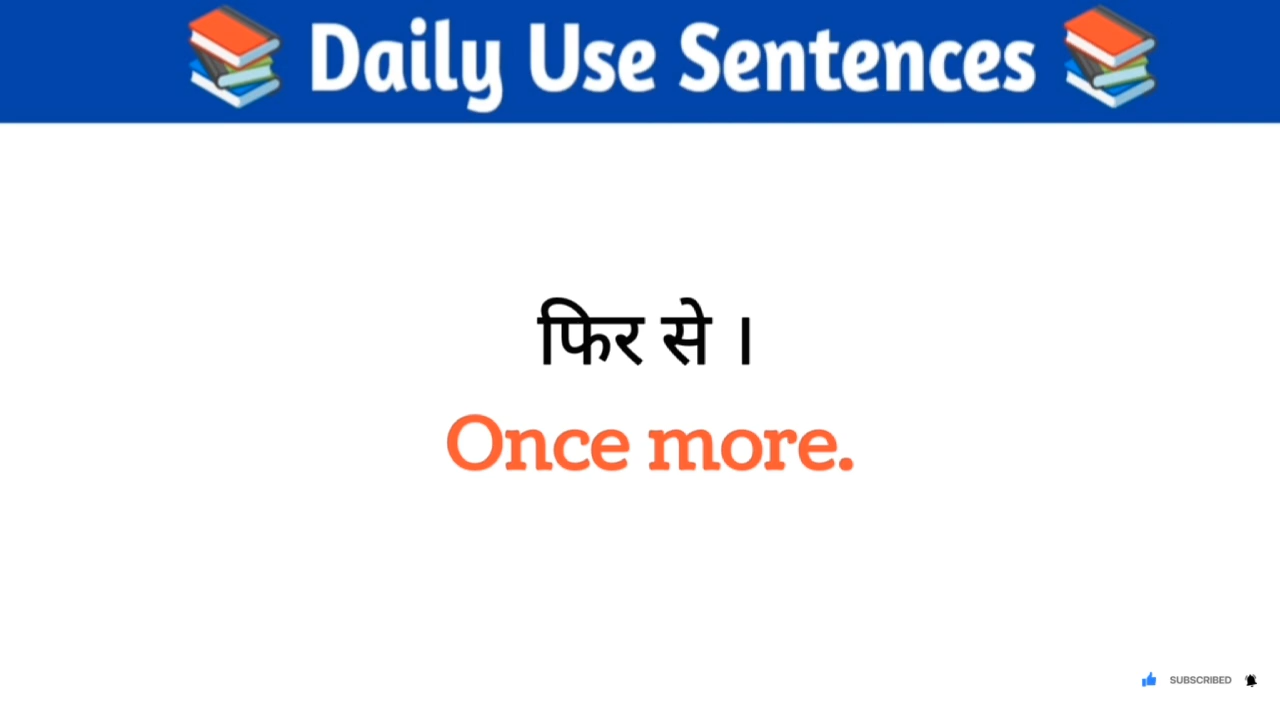 Daily Use Sentences
फिर से ।
Once more.
SUBSCRIBED